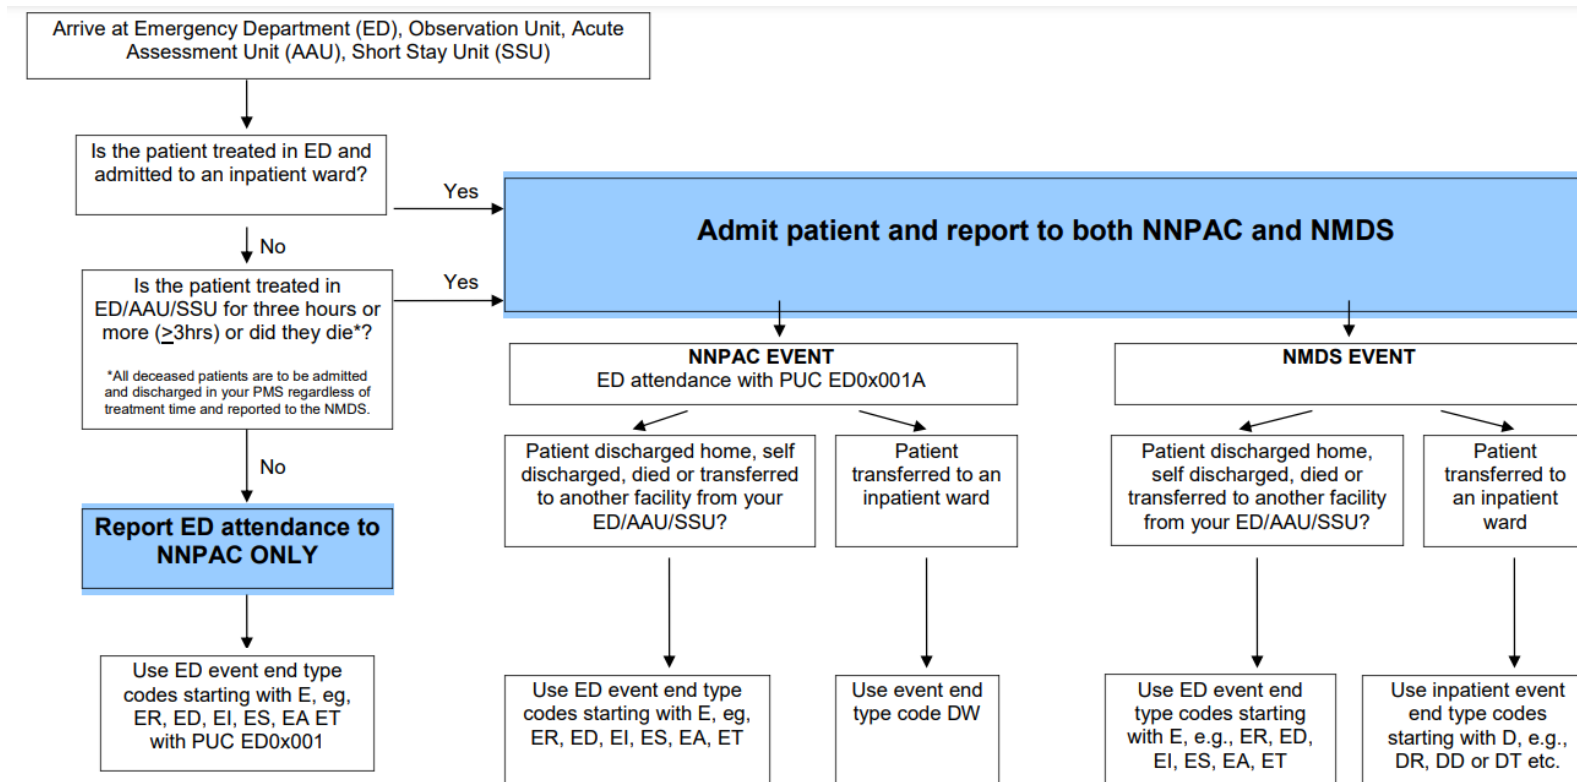 Arrive at Emergency Department (ED), Observation Unit, Acute
Assessment Unit (AAU), Short Stay Unit (SSU)
Is the patient treated in ED and
admitted to an inpatient ward?
Yes
Admit patient and report to both NNPAC and NMDS
No
Is the patient treated in
ED/AAU/SSU for three hours or
more (≥3hrs) or did they die*?
*All deceased patients are to be admitted
and discharged in your PMS regardless of
treatment time and reported to the NMDS.
Yes
No
Report ED attendance to
NNPAC ONLY
Use ED event end type
codes starting with E, eg,
ER, ED, EI, ES, EA ET
with PUC ED0x001
NNPAC EVENT
ED attendance with PUC ED0x001A
Patient discharged home, self
discharged, died or transferred
to another facility from your
ED/AAU/SSU?
Use ED event end type
codes starting with E, eg,
ER, ED, EI, ES, EA, ET
Patient
transferred to an
inpatient ward
Use event end
type code DW
NMDS EVENT
Patient discharged home,
self discharged, died or
transferred to another facility
from your ED/AAU/SSU?
Use ED event end
type codes starting
with E, e.g., ER, ED,
EI, ES, EA, ET
Patient
transferred to
an inpatient
ward
Use inpatient event
end type codes
starting with D, e.g.,
DR, DD or DT etc.